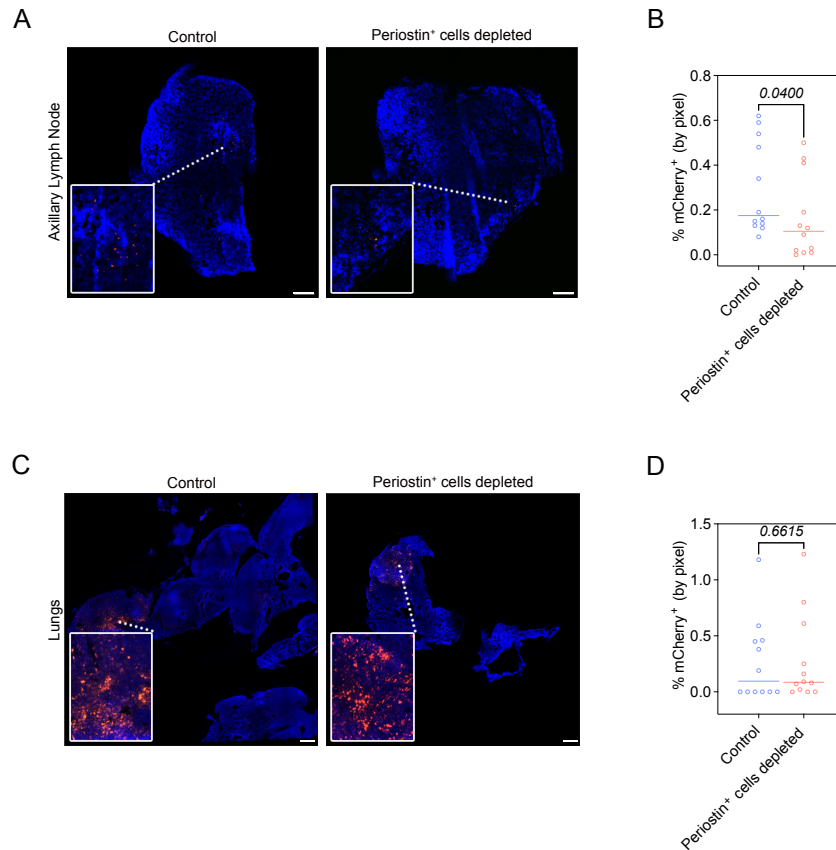 A
Control
Periostin⁺ cells depleted
Axillary Lymph Node
B
% mCherry⁺ (by pixel)
0.8
0.6
0.4
0.2
0.0
0.0400
Control
Periostin⁺ cells depleted
C
Control
Periostin⁺ cells depleted
Lungs
D
% mCherry⁺ (by pixel)
1.5
1.0
0.5
0.0
0.6615
Control
Periostin⁺ cells depleted